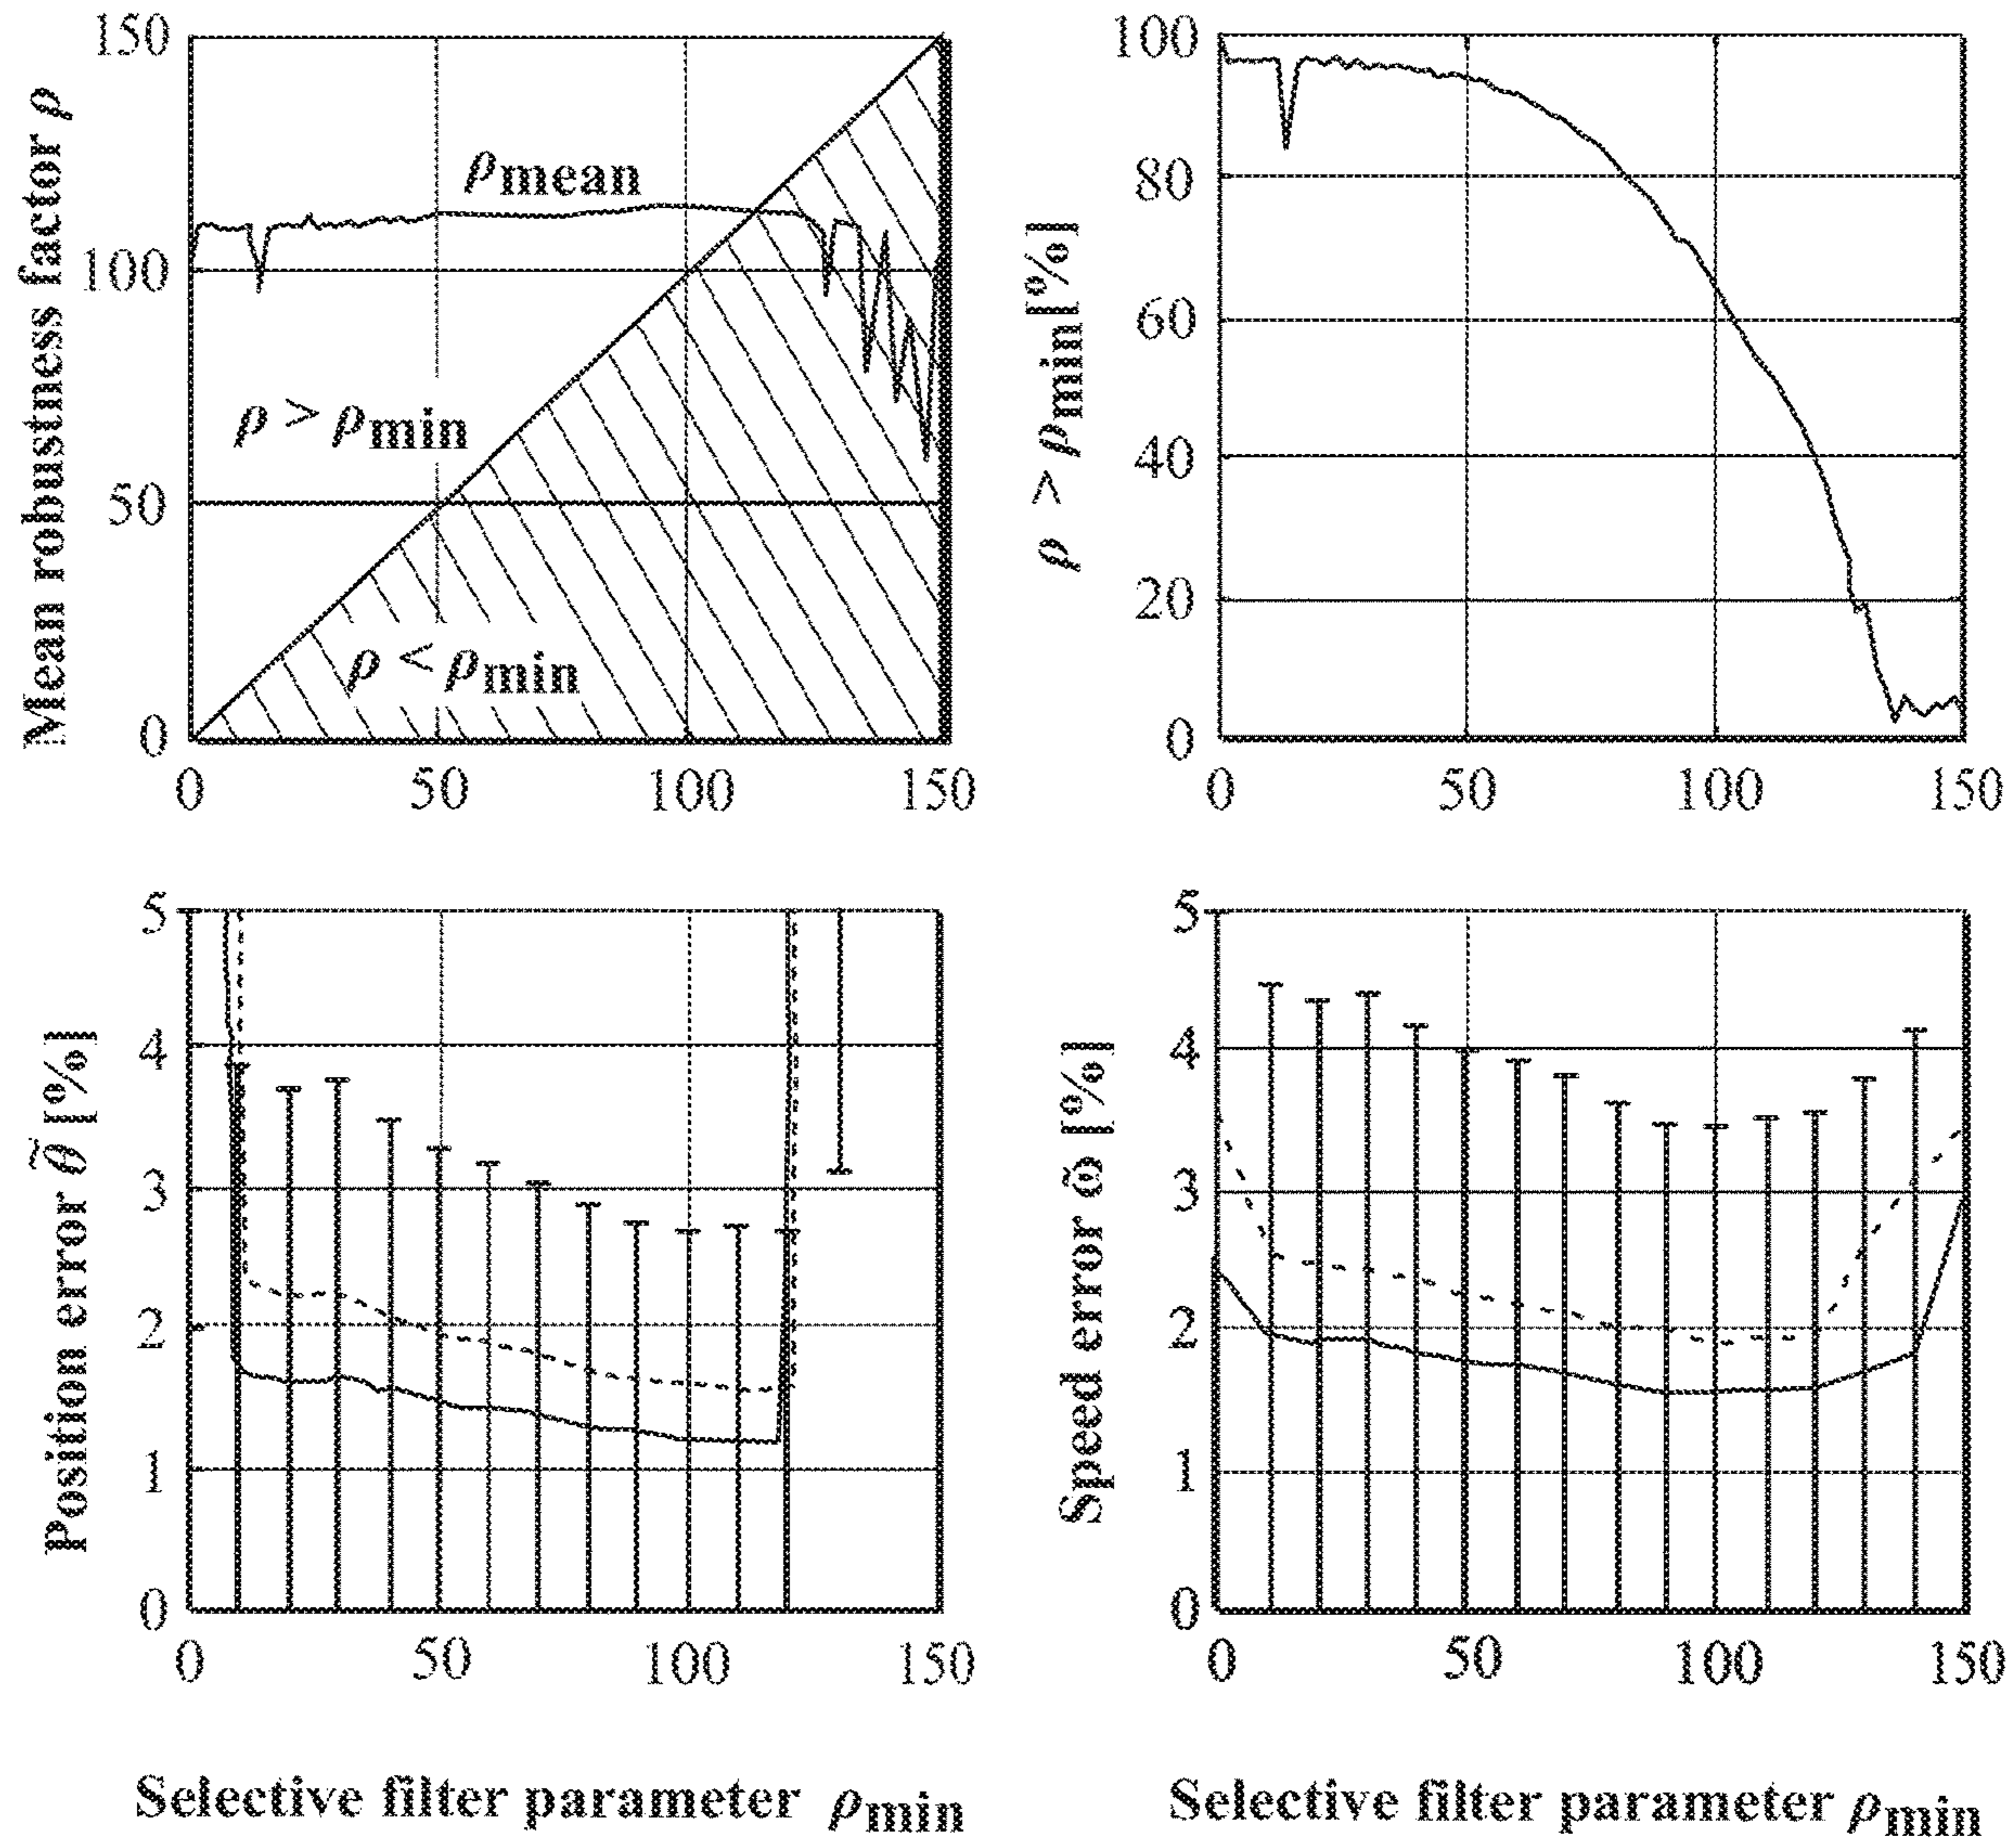 Mean robustness factor ρ
150
100
50
0
0 50 100 150
ρmean
ρ > ρmin
ρ < ρmin
ρ > ρmin[%]
100
80
60
40
20
0
0 50 100 150
Position error θ̃ [%]
5
4
3
2
1
0
0 50 100 150
Selective filter parameter ρmin
Speed error ω̃ [%]
5
4
3
2
1
0
0 50 100 150
Selective filter parameter ρmin